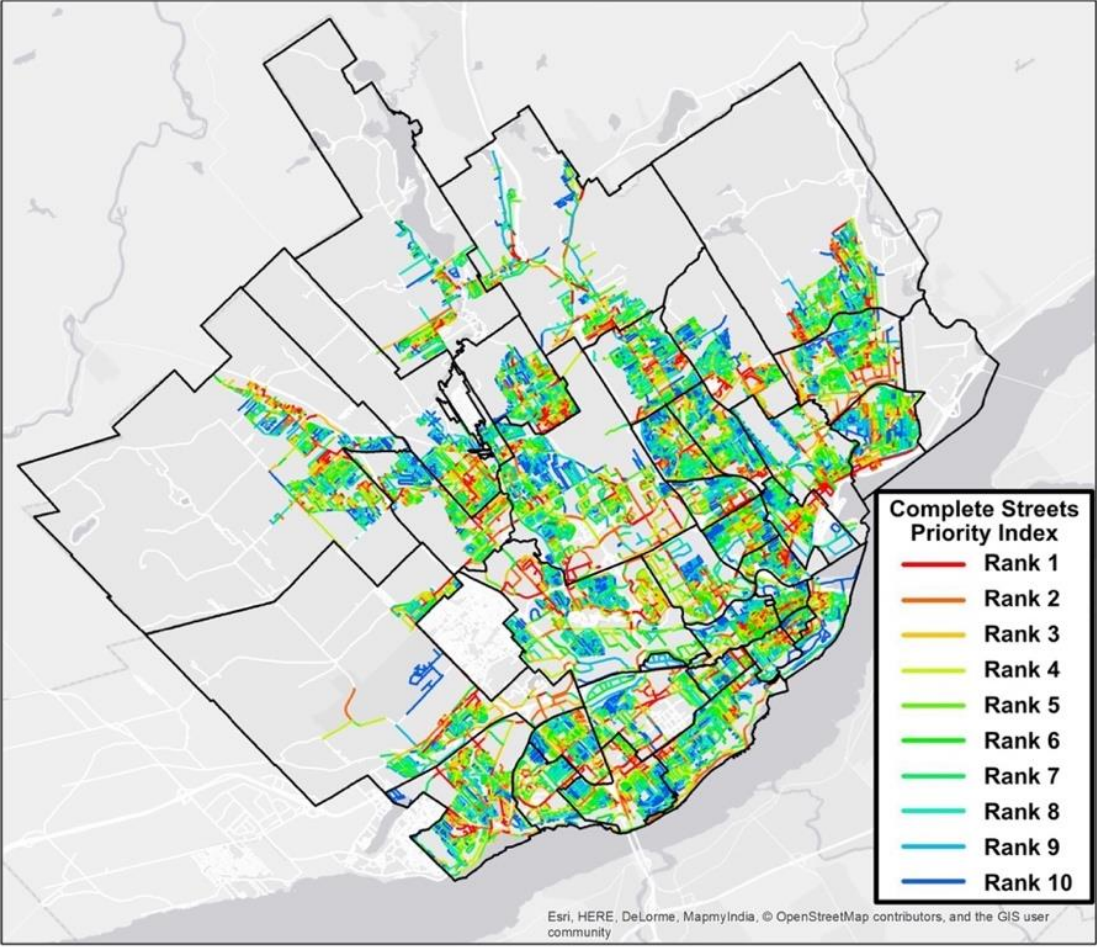 Complete Streets
Priority Index
Rank 1
Rank 2
Rank 3
Rank 4
Rank 5
Rank 6
Rank 7
Rank 8
Rank 9
Rank 10
Esri, HERE, DeLorme, MapmyIndia, © OpenStreetMap contributors, and the GIS user
community